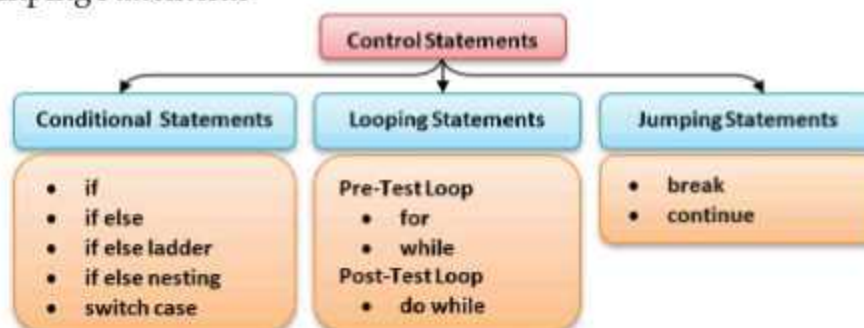 Control Statements
Conditional Statements
Looping Statements
Jumping Statements
• if
• if else
• if else ladder
• if else nesting
• switch case
Pre-Test Loop
• for
• while
Post-Test Loop
• do while
• break
• continue